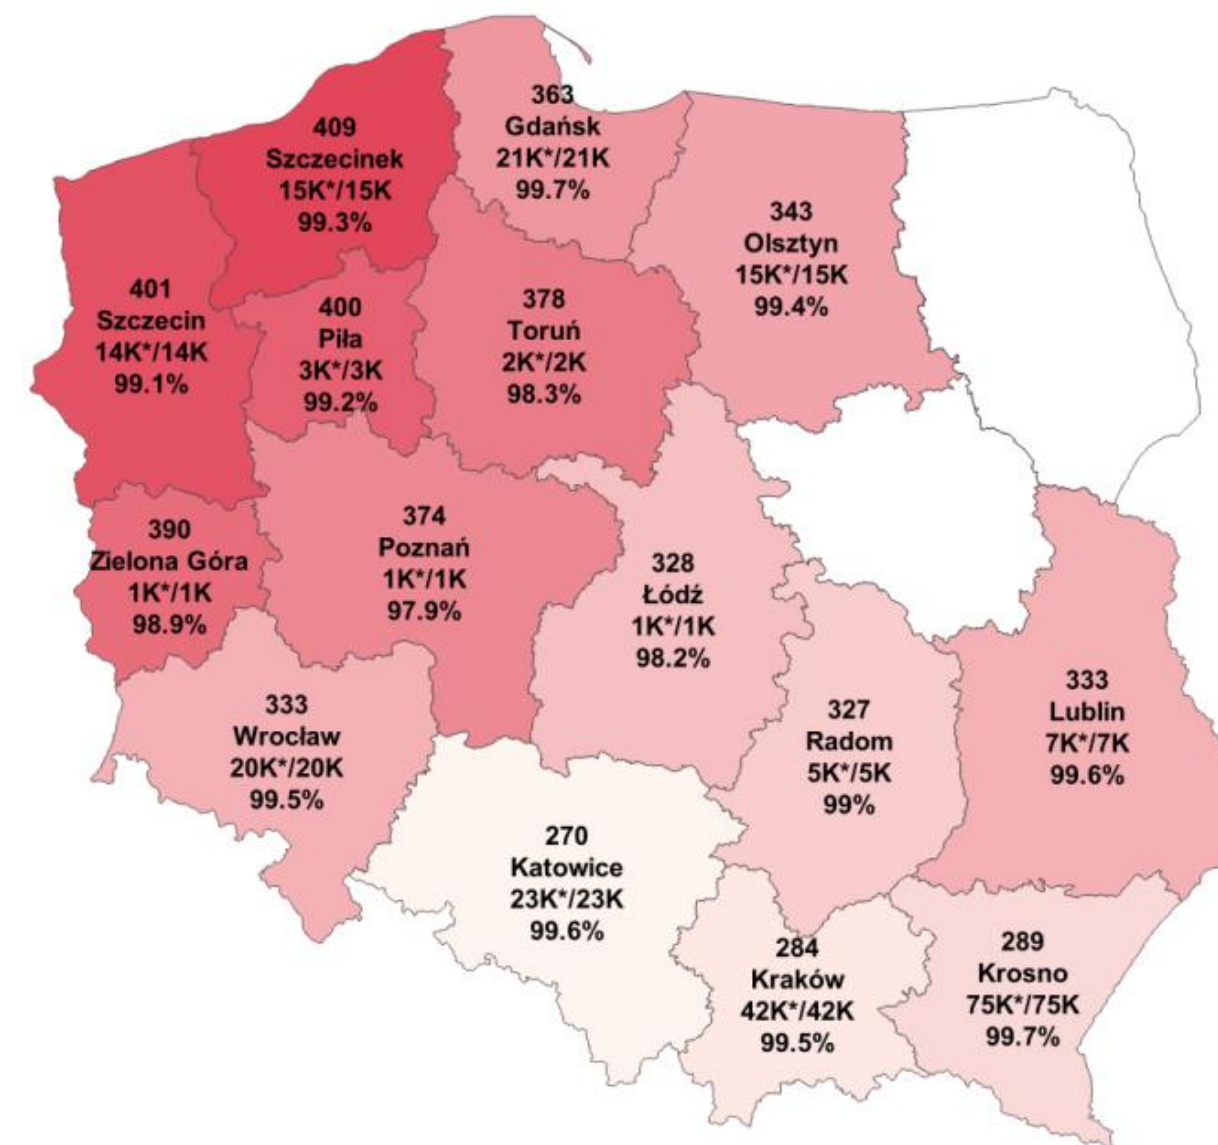 363
Gdańsk
21K*/21K
99.7%
409
Szczecinek
15K*/15K
99.3%
343
Olsztyn
15K*/15K
99.4%
401
Szczecin
14K*/14K
99.1%
400
Piła
3K*/3K
99.2%
378
Toruń
2K*/2K
98.3%
390
Zielona Góra
1K*/1K
98.9%
374
Poznań
1K*/1K
97.9%
328
Łódź
1K*/1K
98.2%
333
Wrocław
20K*/20K
99.5%
327
Radom
5K*/5K
99%
333
Lublin
7K*/7K
99.6%
270
Katowice
23K*/23K
99.6%
284
Kraków
42K*/42K
99.5%
289
Krosno
75K*/75K
99.7%